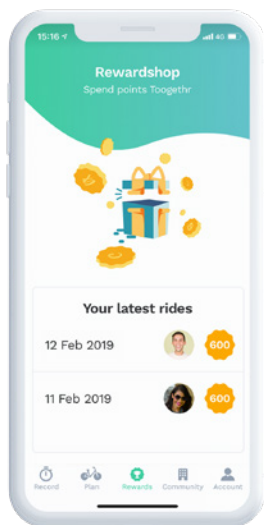 15:16
4G
Rewardshop
Spend points Toogethr
Your latest rides
12 Feb 2019
600
11 Feb 2019
600
Record
Plan
Rewards
Community
Account